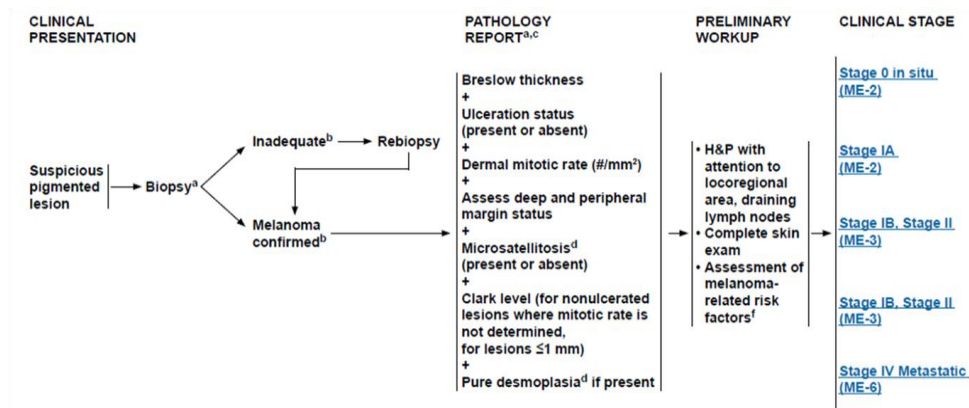 CLINICAL
PRESENTATION
PATHOLOGY
REPORTa,c
PRELIMINARY
WORKUP
CLINICAL STAGE
Suspicious
pigmented
lesion
Biopsya
Inadequateb
Rebiopsy
Melanoma
confirmedb
Breslow thickness
+
Ulceration status
(present or absent)
+
Dermal mitotic rate (#/mm²)
+
Assess deep and peripheral
margin status
+
Microsatellitosisd
(present or absent)
+
Clark level (for nonulcerated
lesions where mitotic rate is
not determined,
for lesions ≤1 mm)
+
Pure desmoplasiad if present
• H&P with
attention to
locoregional
area, draining
lymph nodes
• Complete skin
exam
• Assessment of
melanoma-
related risk
factorsf
Stage 0 in situ
(ME-2)
Stage IA
(ME-2)
Stage IB, Stage II
(ME-3)
Stage IB, Stage II
(ME-3)
Stage IV Metastatic
(ME-6)